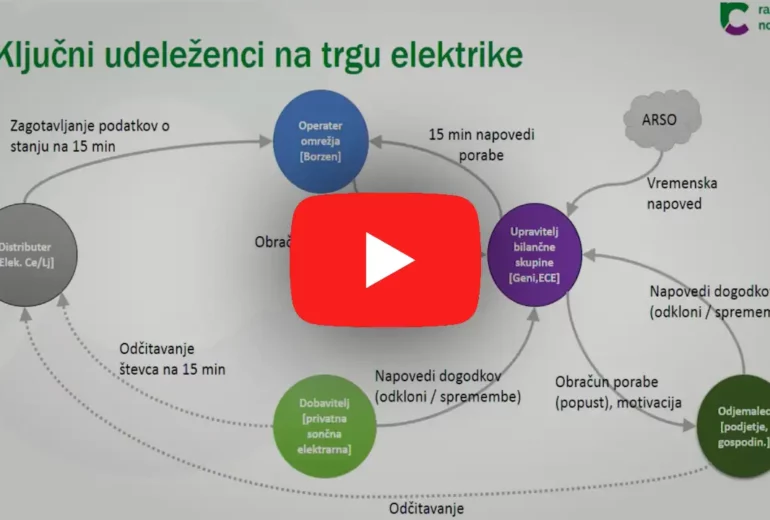 ra
no
Ključni udeleženci na trgu elektrike
Zagotavljanje podatkov o
stanju na 15 min
Operater
omrežja
[Borzen]
15 min napovedi
porabe
ARSO
Vremenska
napoved
Distributer
Elek. Ce/Lj]
Upravitelj
bilančne
skupine
[Geni,ECE]
Napovedi dogodko
(odkloni / spremembe
Odčitavanje
števca na 15 min
Napovedi dogodkov
(odkloni / spremembe)
Obračun porabe
(popust), motivacija
Dobavitelj
[privatna
sončna
elektrarna]
Odjemalec
[podjetje,
gospodin.]
Odčitavanje